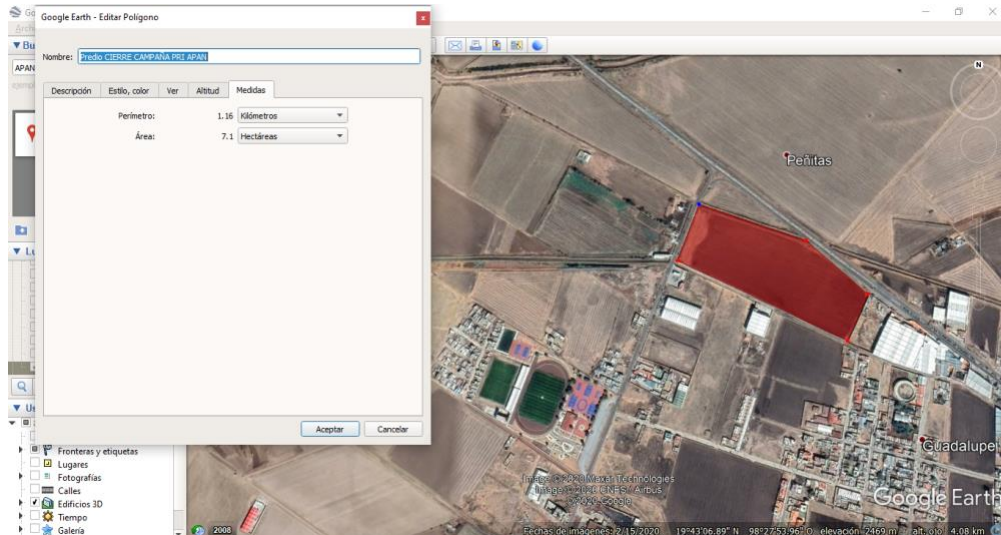 Google Earth - Editar Polígono
Nombre: Predio CIERRE CAMPAÑA PRI APAN
APAN
Descripción Estilo, color Ver Altitud Medidas
Perímetro: 1.16 Kilómetros
Área: 7.1 Hectáreas
Aceptar Cancelar
Fronteras y etiquetas
Lugares
Fotografías
Calles
Edificios 3D
Tiempo
Galería
N
Peñitas
Guadalupe
2008
Google Earth
Fechas de imágenes: 2/15/2020 19°43'06.89" N 98°27'53.96" O elevación 2469 m alt. ojo 4.08 km